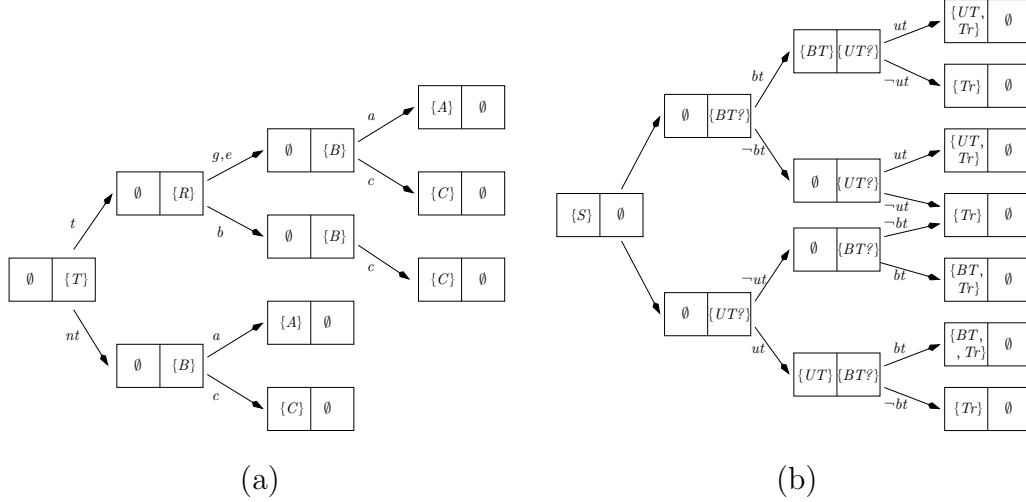 ∅ {T}
t
nt
∅ {R}
g,e
b
∅ {B}
a
c
∅ {B}
a
c
{A} ∅
{C} ∅
∅ {B}
c
{C} ∅
{A} ∅
{C} ∅
(a)
{S} ∅
∅ {BT?}
bt
¬bt
∅ {UT?}
¬ut
ut
{BT} {UT?}
ut
¬ut
∅ {UT?}
ut
¬ut
∅ {BT?}
¬bt
bt
{UT} {BT?}
bt
¬bt
{UT, ∅
Tr}
{Tr} ∅
{UT, ∅
Tr}
{Tr} ∅
{BT, ∅
Tr}
{BT, ∅
, Tr}
{Tr} ∅
(b)